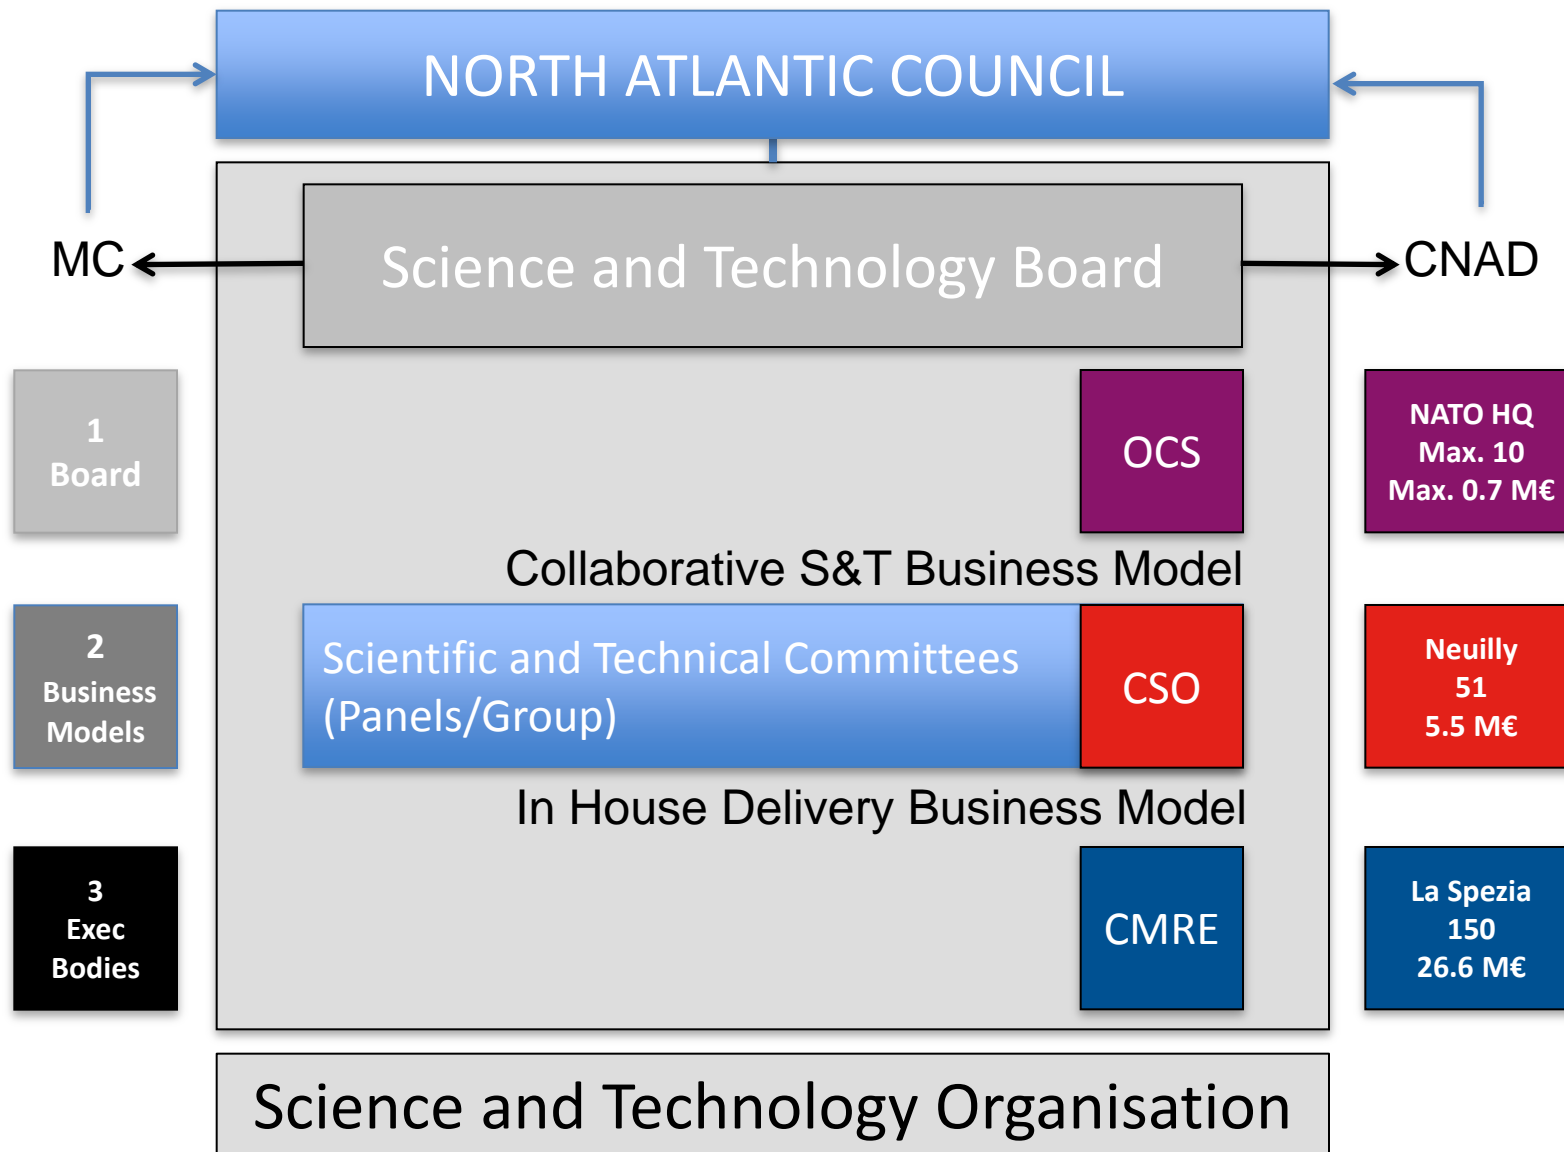 NORTH ATLANTIC COUNCIL
MC
Science and Technology Board
CNAD
1
Board
OCS
NATO HQ
Max. 10
Max. 0.7 M€
Collaborative S&T Business Model
2
Business
Models
Scientific and Technical Committees
(Panels/Group)
CSO
Neuilly
51
5.5 M€
In House Delivery Business Model
3
Exec
Bodies
CMRE
La Spezia
150
26.6 M€
Science and Technology Organisation